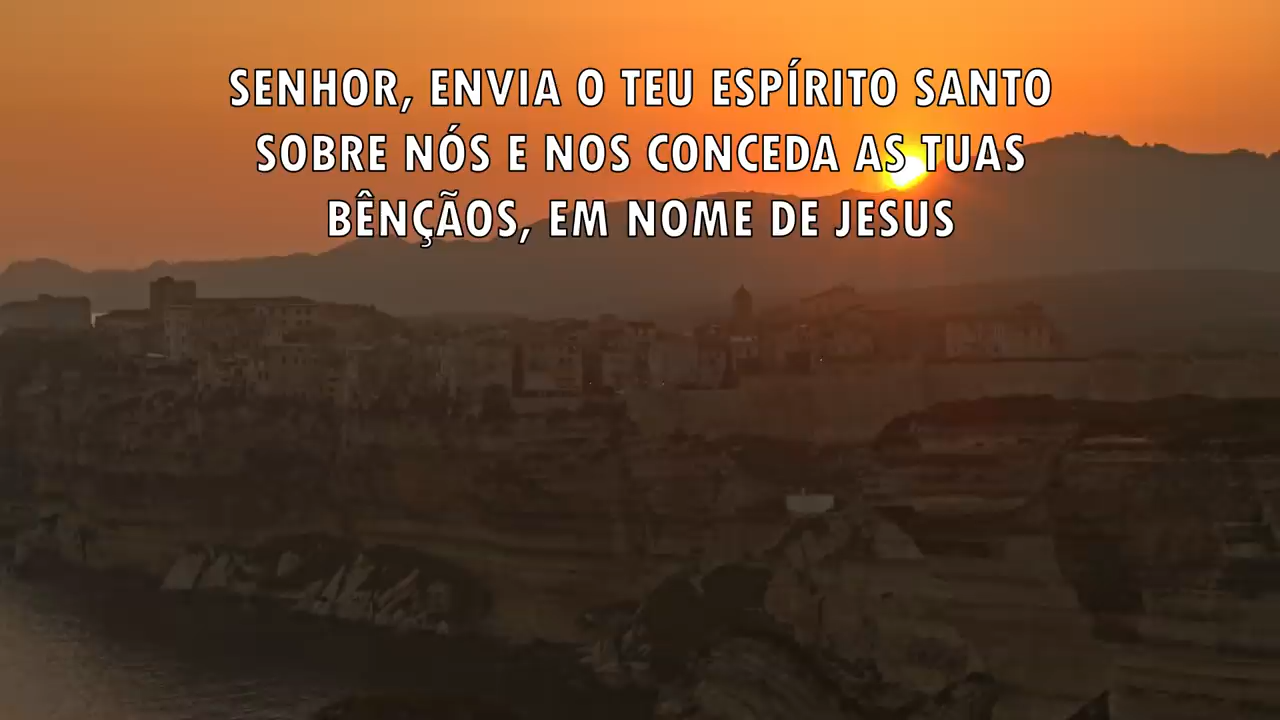 SENHOR, ENVIA O TEU ESPÍRITO SANTO
SOBRE NÓS E NOS CONCEDA AS TUAS
BÊNÇÃOS, EM NOME DE JESUS